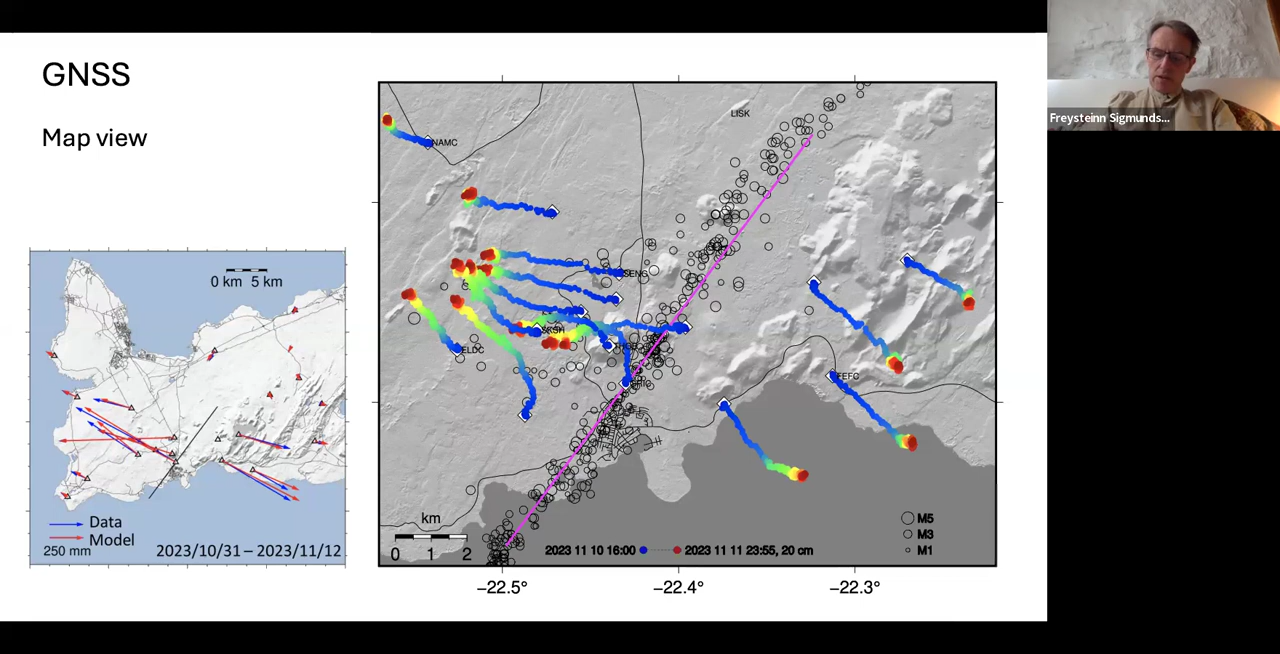 GNSS
Map view
0 km 5 km
Data
Model
250 mm
2023/10/31 – 2023/11/12
LISK
NAMC
SENG
SKSH
ELDC
FEFC
km
0 1 2
2023 11 10 16:00
2023 11 11 23:55, 20 cm
M5
M3
M1
−22.5°
−22.4°
−22.3°
Freysteinn Sigmunds...